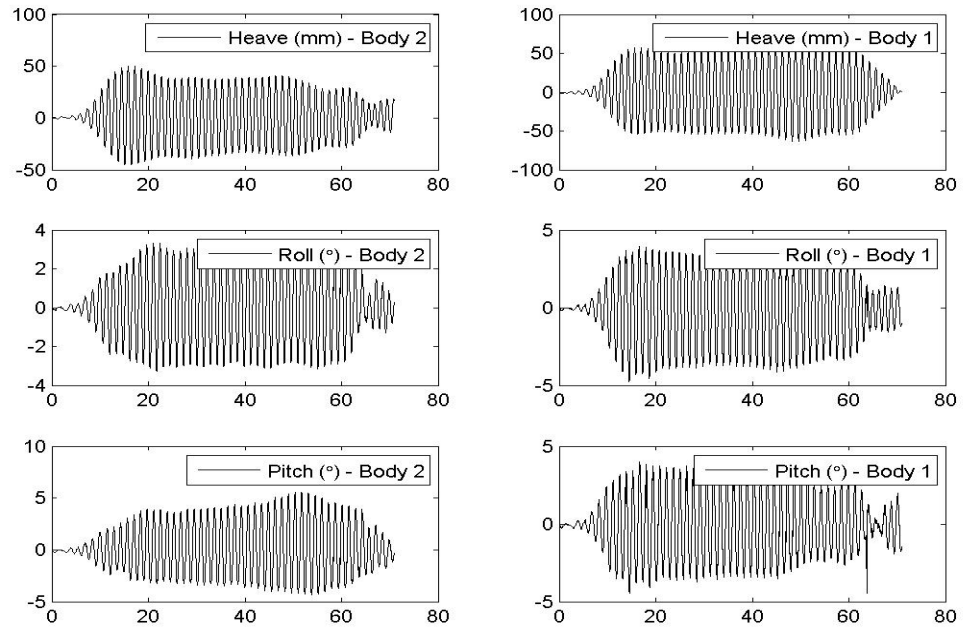 100
50
0
-50
0 20 40 60 80
Heave (mm) - Body 2
100
50
0
-50
-100
0 20 40 60 80
Heave (mm) - Body 1
4
2
0
-2
-4
0 20 40 60 80
Roll (°) - Body 2
5
0
-5
0 20 40 60 80
Roll (°) - Body 1
10
5
0
-5
0 20 40 60 80
Pitch (°) - Body 2
5
0
-5
0 20 40 60 80
Pitch (°) - Body 1